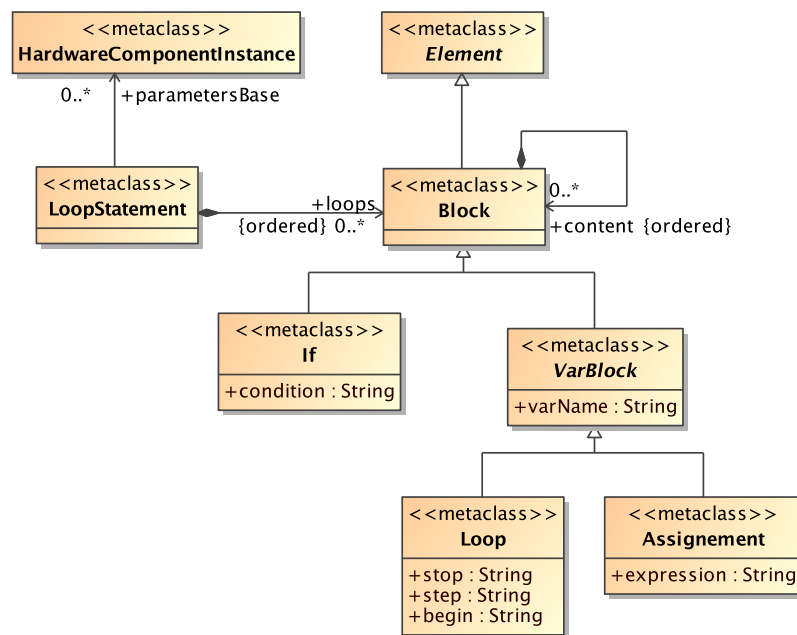 <<metaclass>>
HardwareComponentInstance
<<metaclass>>
Element
0..* +parametersBase
<<metaclass>>
LoopStatement
<<metaclass>>
Block
+loops
{ordered} 0..*
0..*
+content {ordered}
<<metaclass>>
If
+condition : String
<<metaclass>>
VarBlock
+varName : String
<<metaclass>>
Loop
+stop : String
+step : String
+begin : String
<<metaclass>>
Assignement
+expression : String